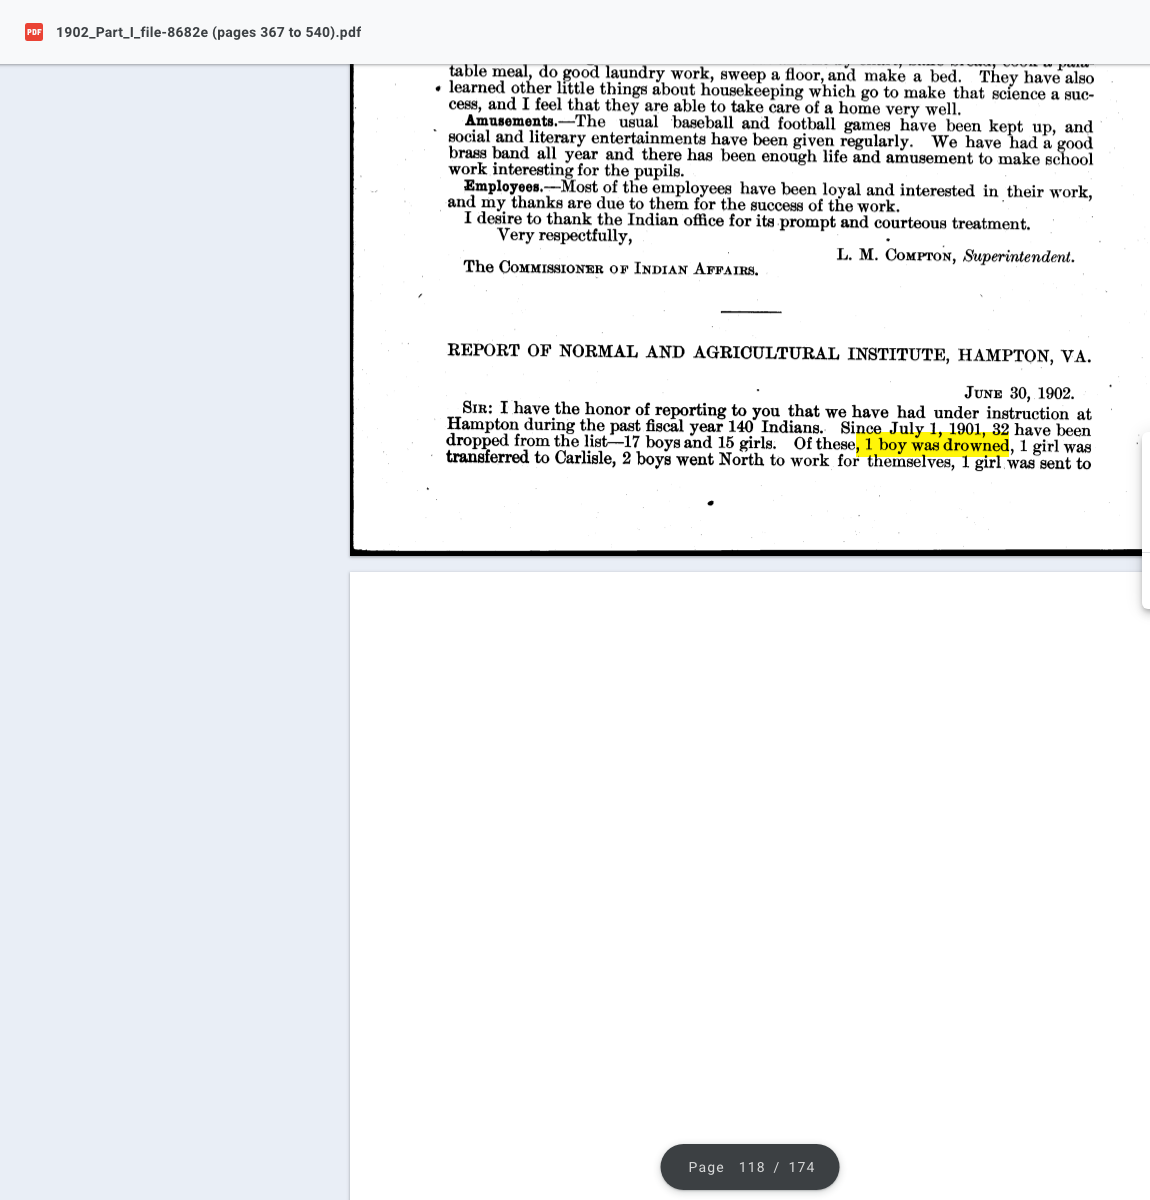 PDF
1902_Part_I_file-8682e (pages 367 to 540).pdf
table meal, do good laundry work, sweep a floor, and make a bed. They have also
learned other little things about housekeeping which go to make that science a suc-
cess, and I feel that they are able to take care of a home very well.
Amusements.—The usual baseball and football games have been kept up, and
social and literary entertainments have been given regularly. We have had a good
brass band all year and there has been enough life and amusement to make school
work interesting for the pupils.
Employees.—Most of the employees have been loyal and interested in their work,
and my thanks are due to them for the success of the work.
I desire to thank the Indian office for its prompt and courteous treatment.
Very respectfully,
L. M. COMPTON, Superintendent.
The COMMISSIONER OF INDIAN AFFAIRS.
REPORT OF NORMAL AND AGRICULTURAL INSTITUTE, HAMPTON, VA.
JUNE 30, 1902.
SIR: I have the honor of reporting to you that we have had under instruction at
Hampton during the past fiscal year 140 Indians. Since July 1, 1901, 32 have been
dropped from the list—17 boys and 15 girls. Of these, 1 boy was drowned, 1 girl was
transferred to Carlisle, 2 boys went North to work for themselves, 1 girl was sent to
Page 118 / 174